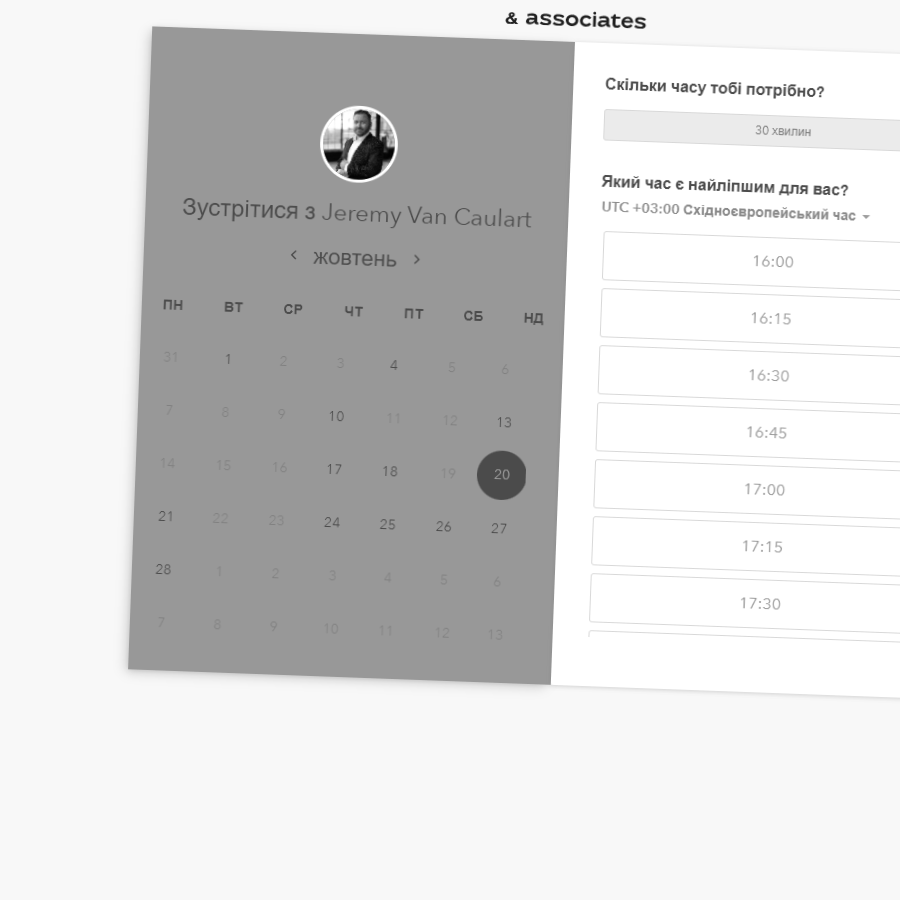 & associates
Зустрітися з Jeremy Van Caulart
жовтень
ПН ВТ СР ЧТ ПТ СБ НД
31 1 2 3 4 5 6
7 8 9 10 11 12 13
14 15 16 17 18 19 20
21 22 23 24 25 26 27
28 1 2 3 4 5 6
7 8 9 10 11 12 13
Скільки часу тобі потрібно?
30 хвилин
Який час є найліпшим для вас?
UTC +03:00 Східноєвропейський час
16:00
16:15
16:30
16:45
17:00
17:15
17:30